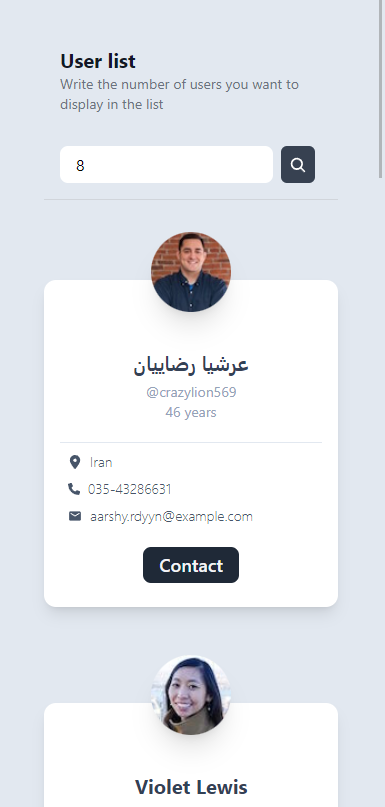 User list
Write the number of users you want to
display in the list
8
عرشیا رضاییان
@crazylion569
46 years
Iran
035-43286631
aarshy.rdyyn@example.com
Contact
Violet Lewis